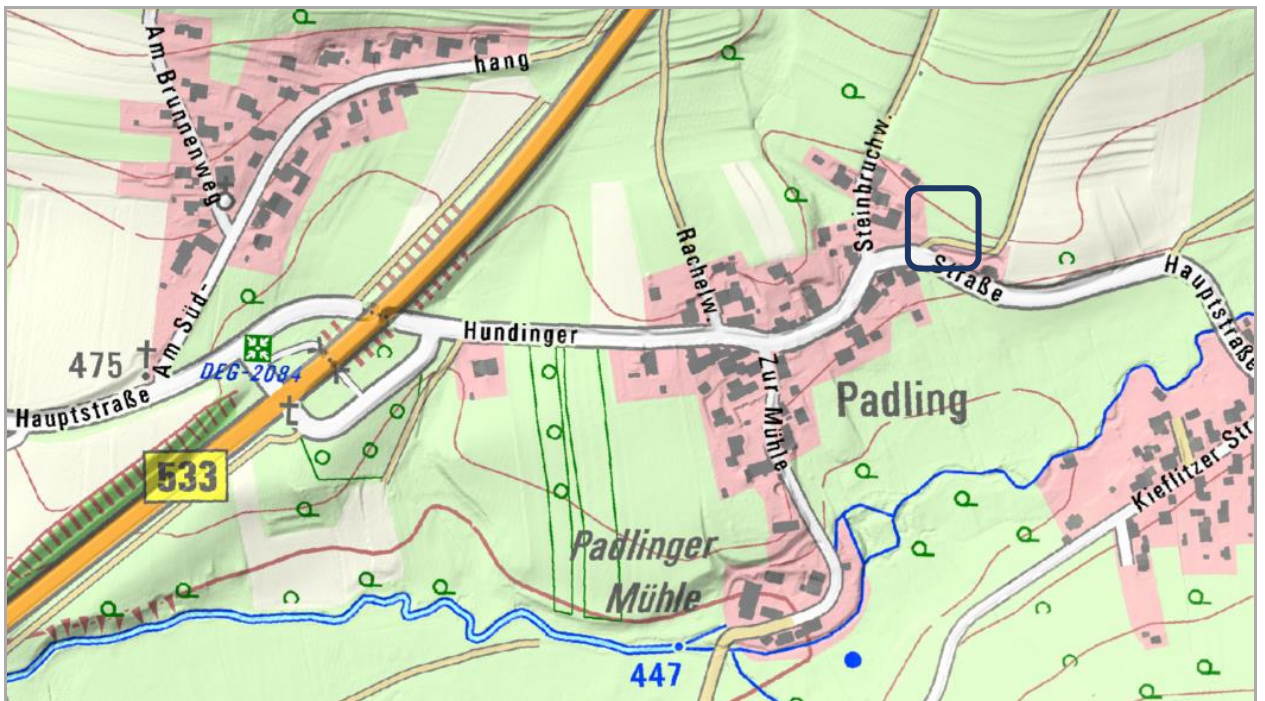 Am Brunnenweg
hang
Steinbruchw.
Rachelw.
Straße
Hauptstraße
Am Süd-
Hundinger
475
DEG-2084
Zur Mühle
Padling
Hauptstraße
533
Kieflitzer Str
Padlinger
Mühle
447